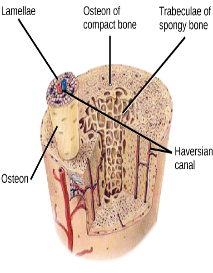 Lamellae
Osteon of
compact bone
Trabeculae of
spongy bone
Haversian
canal
Osteon